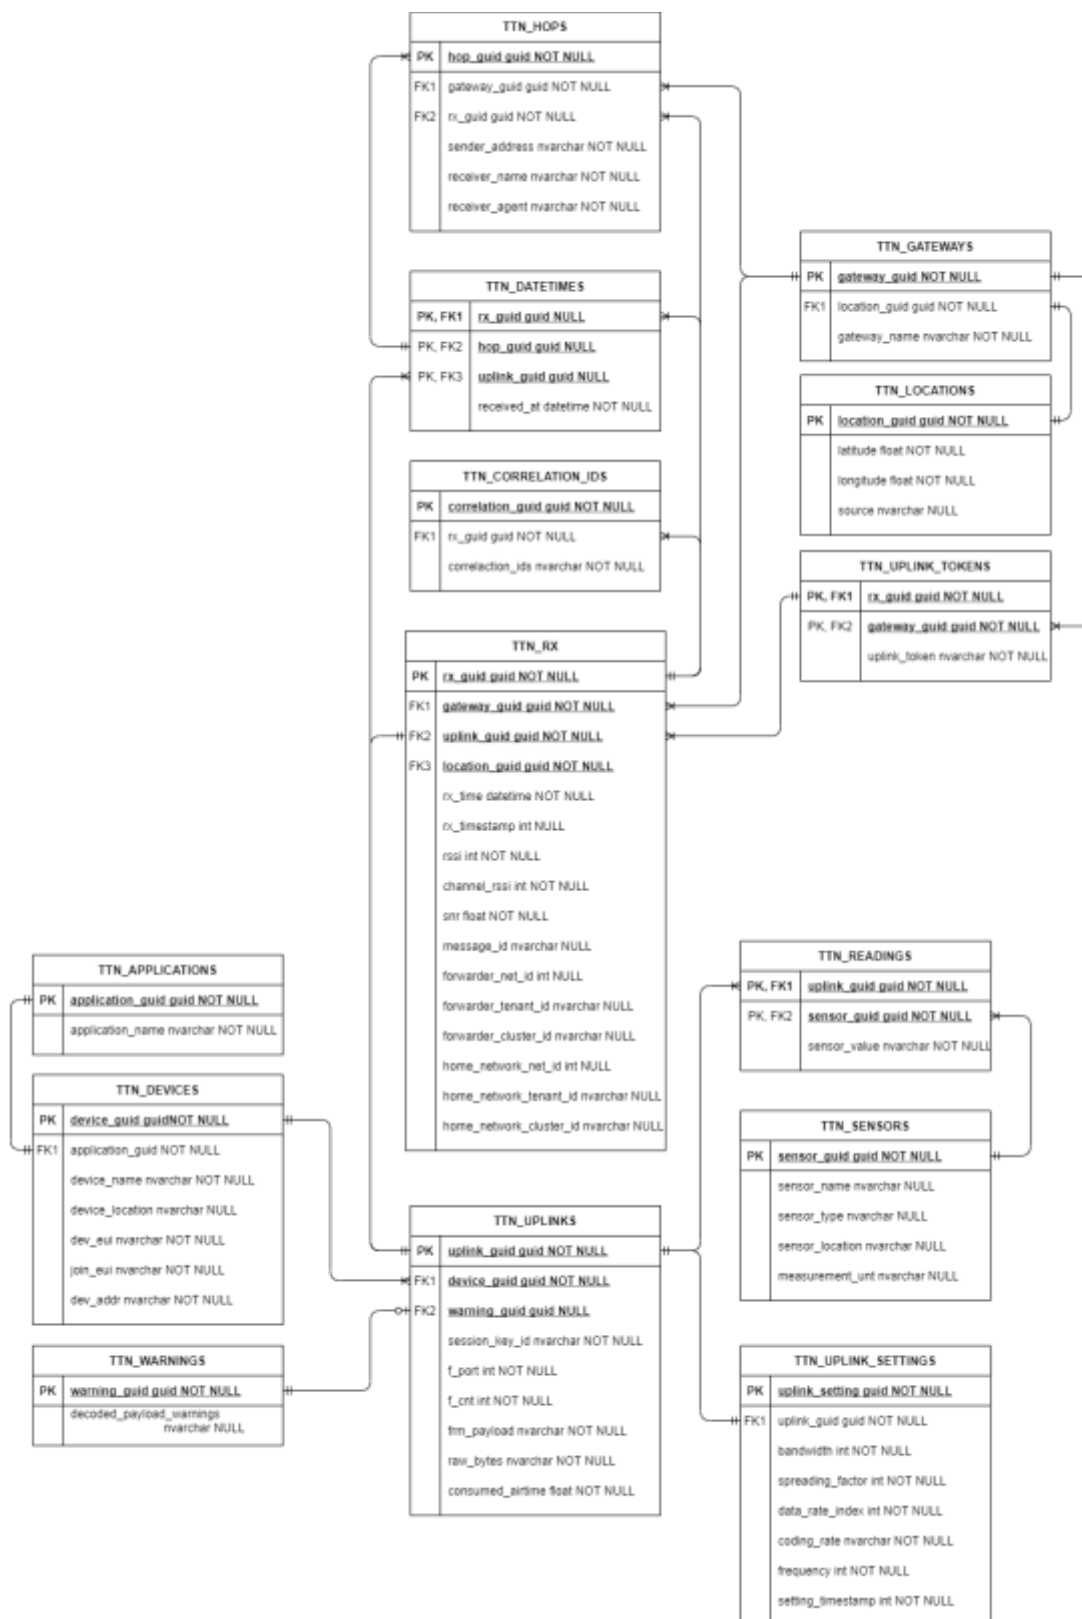 TTN_HOPS
PK hop_guid guid NOT NULL
FK1 gateway_guid guid NOT NULL
FK2 rx_guid guid NOT NULL
sender_address nvarchar NOT NULL
receiver_name nvarchar NOT NULL
receiver_agent nvarchar NOT NULL
TTN_GATEWAYS
PK gateway_guid NOT NULL
FK1 location_guid guid NOT NULL
gateway_name nvarchar NOT NULL
TTN_DATETIMES
PK, FK1 rx_guid guid NULL
PK, FK2 hop_guid guid NULL
PK, FK3 uplink_guid guid NULL
received_at datetime NOT NULL
TTN_LOCATIONS
PK location_guid guid NOT NULL
latitude float NOT NULL
longitude float NOT NULL
source nvarchar NULL
TTN_CORRELATION_IDS
PK correlation_guid guid NOT NULL
FK1 rx_guid guid NOT NULL
correlaction_ids nvarchar NOT NULL
TTN_UPLINK_TOKENS
PK, FK1 rx_guid guid NOT NULL
PK, FK2 gateway_guid guid NOT NULL
uplink_token nvarchar NOT NULL
TTN_RX
PK rx_guid guid NOT NULL
FK1 gateway_guid guid NOT NULL
FK2 uplink_guid guid NOT NULL
FK3 location_guid guid NOT NULL
rx_time datetime NOT NULL
rx_timestamp int NULL
rssi int NOT NULL
channel_rssi int NOT NULL
snr float NOT NULL
message_id nvarchar NULL
forwarder_net_id int NULL
forwarder_tenant_id nvarchar NULL
forwarder_cluster_id nvarchar NULL
home_network_net_id int NULL
home_network_tenant_id nvarchar NULL
home_network_cluster_id nvarchar NULL
TTN_APPLICATIONS
PK application_guid guid NOT NULL
application_name nvarchar NOT NULL
TTN_DEVICES
PK device_guid guidNOT NULL
FK1 application_guid NOT NULL
device_name nvarchar NOT NULL
device_location nvarchar NULL
dev_eui nvarchar NOT NULL
join_eui nvarchar NOT NULL
dev_addr nvarchar NOT NULL
TTN_READINGS
PK, FK1 uplink_guid guid NOT NULL
PK, FK2 sensor_guid guid NOT NULL
sensor_value nvarchar NOT NULL
TTN_SENSORS
PK sensor_guid guid NOT NULL
sensor_name nvarchar NULL
sensor_type nvarchar NULL
sensor_location nvarchar NULL
measurement_unt nvarchar NULL
TTN_UPLINKS
PK uplink_guid guid NOT NULL
FK1 device_guid guid NOT NULL
FK2 warning_guid guid NULL
session_key_id nvarchar NOT NULL
f_port int NOT NULL
f_cnt int NOT NULL
frm_payload nvarchar NOT NULL
raw_bytes nvarchar NOT NULL
consumed_airtime float NOT NULL
TTN_WARNINGS
PK warning_guid guid NOT NULL
decoded_payload_warnings
nvarchar NULL
TTN_UPLINK_SETTINGS
PK uplink_setting guid NOT NULL
FK1 uplink_guid guid NOT NULL
bandwidth int NOT NULL
spreading_factor int NOT NULL
data_rate_index int NOT NULL
coding_rate nvarchar NOT NULL
frequency int NOT NULL
setting_timestamp int NOT NULL